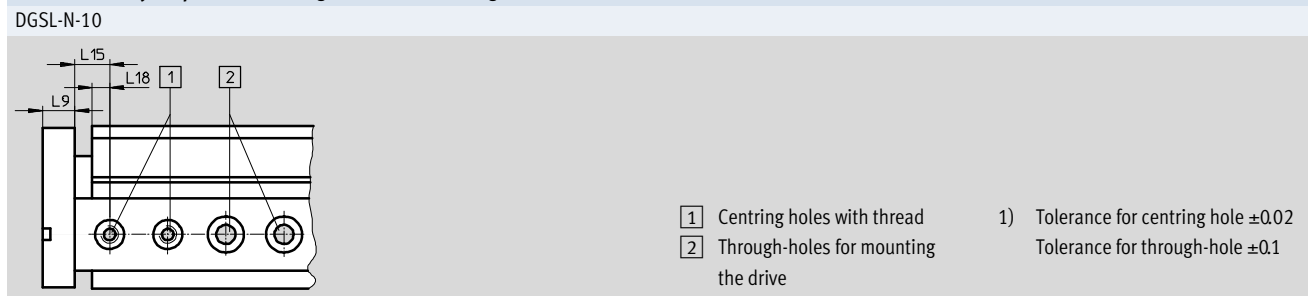 DGSL-N-10
L15
L18 1 2
L9
1 Centring holes with thread
2 Through-holes for mounting
the drive
1) Tolerance for centring hole ±0.02
Tolerance for through-hole ±0.1